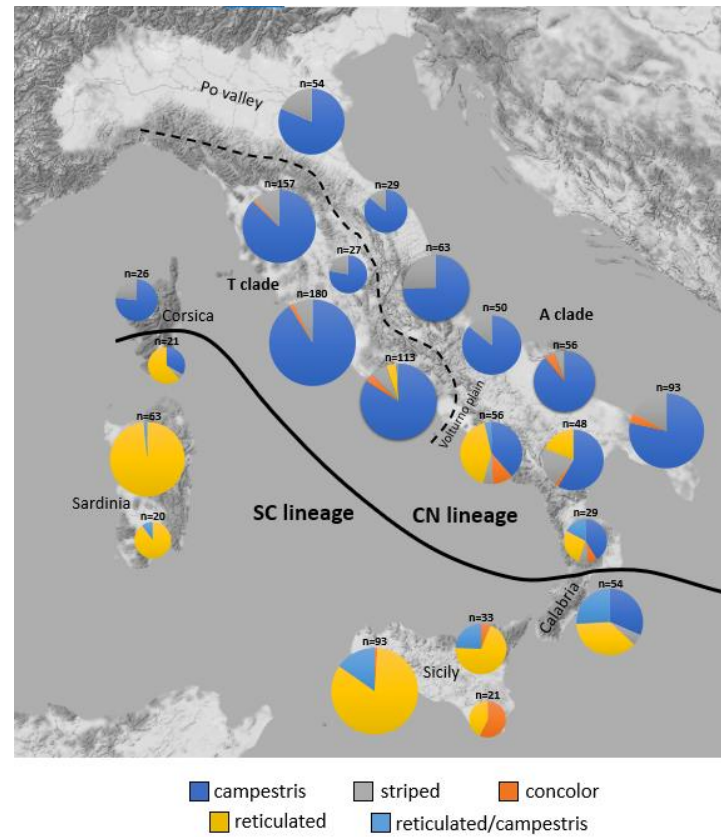 n=54
Po valley
n=29
n=157
n=27
n=63
T clade
n=26
Corsica
n=180
n=50
A clade
n=21
n=56
n=113
n=93
Volturno plain
n=63
n=56
n=48
Sardinia
SC lineage
CN lineage
n=20
n=29
n=54
Calabria
n=33
n=93
Sicily
n=21
campestris
striped
concolor
reticulated
reticulated/campestris